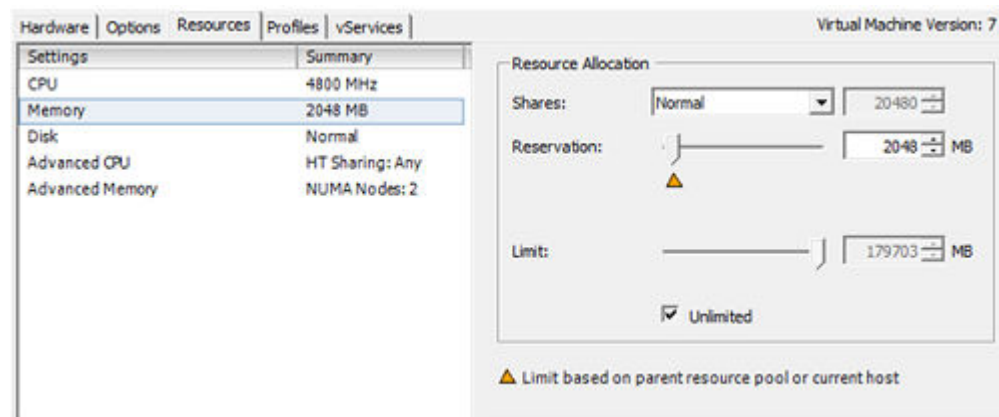 Hardware Options Resources Profiles vServices Virtual Machine Version: 7
Settings Summary
CPU 4800 MHz
Memory 2048 MB
Disk Normal
Advanced CPU HT Sharing: Any
Advanced Memory NUMA Nodes: 2
Resource Allocation
Shares: Normal 20480
Reservation: 2048 MB
Limit: 179703 MB
Unlimited
Limit based on parent resource pool or current host